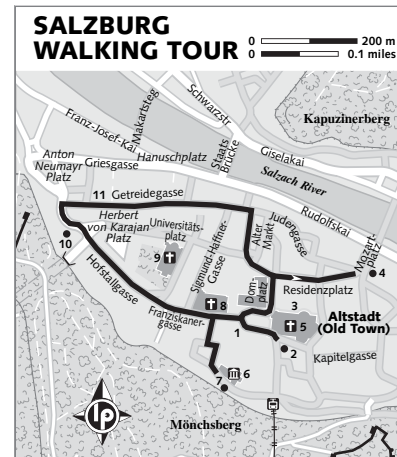 SALZBURG
WALKING TOUR
0 200 m
0 0.1 miles
Kapuzinerberg
Schwarzstr
Makartsteg
Franz-Josef-Kai
Hanuschplatz
Staats
Brücke
Giselakai
Salzach River
Anton
Neumayr
Platz
Griesgasse
Rudolfskai
11 Getreidegasse
Judengasse
Alter
Markt
Mozart-
platz
4
Herbert
von Karajan
Platz
Universitäts-
platz
Sigmund-Haffner-
Gasse
10
9
Hofstallgasse
Dom-
platz
Residenzplatz
8
3
Altstadt
(Old Town)
Franziskaner-
gasse
1
5
2
Kapitelgasse
6
7
lp
Mönchsberg